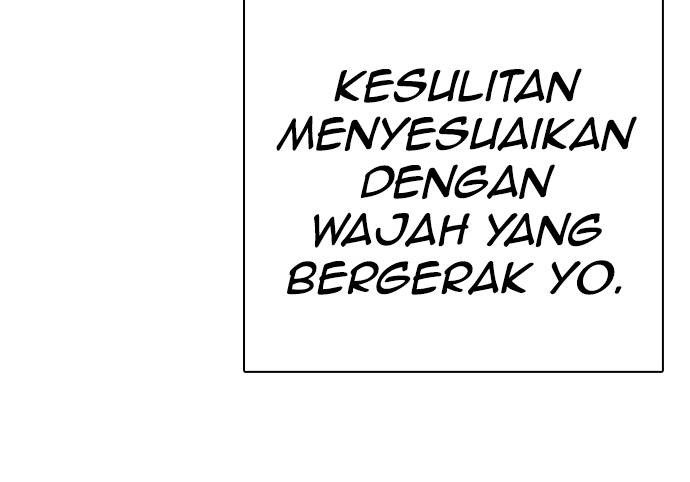 KESULITAN
MENYESUAIKAN
DENGAN
WAJAH YANG
BERGERAK YO.